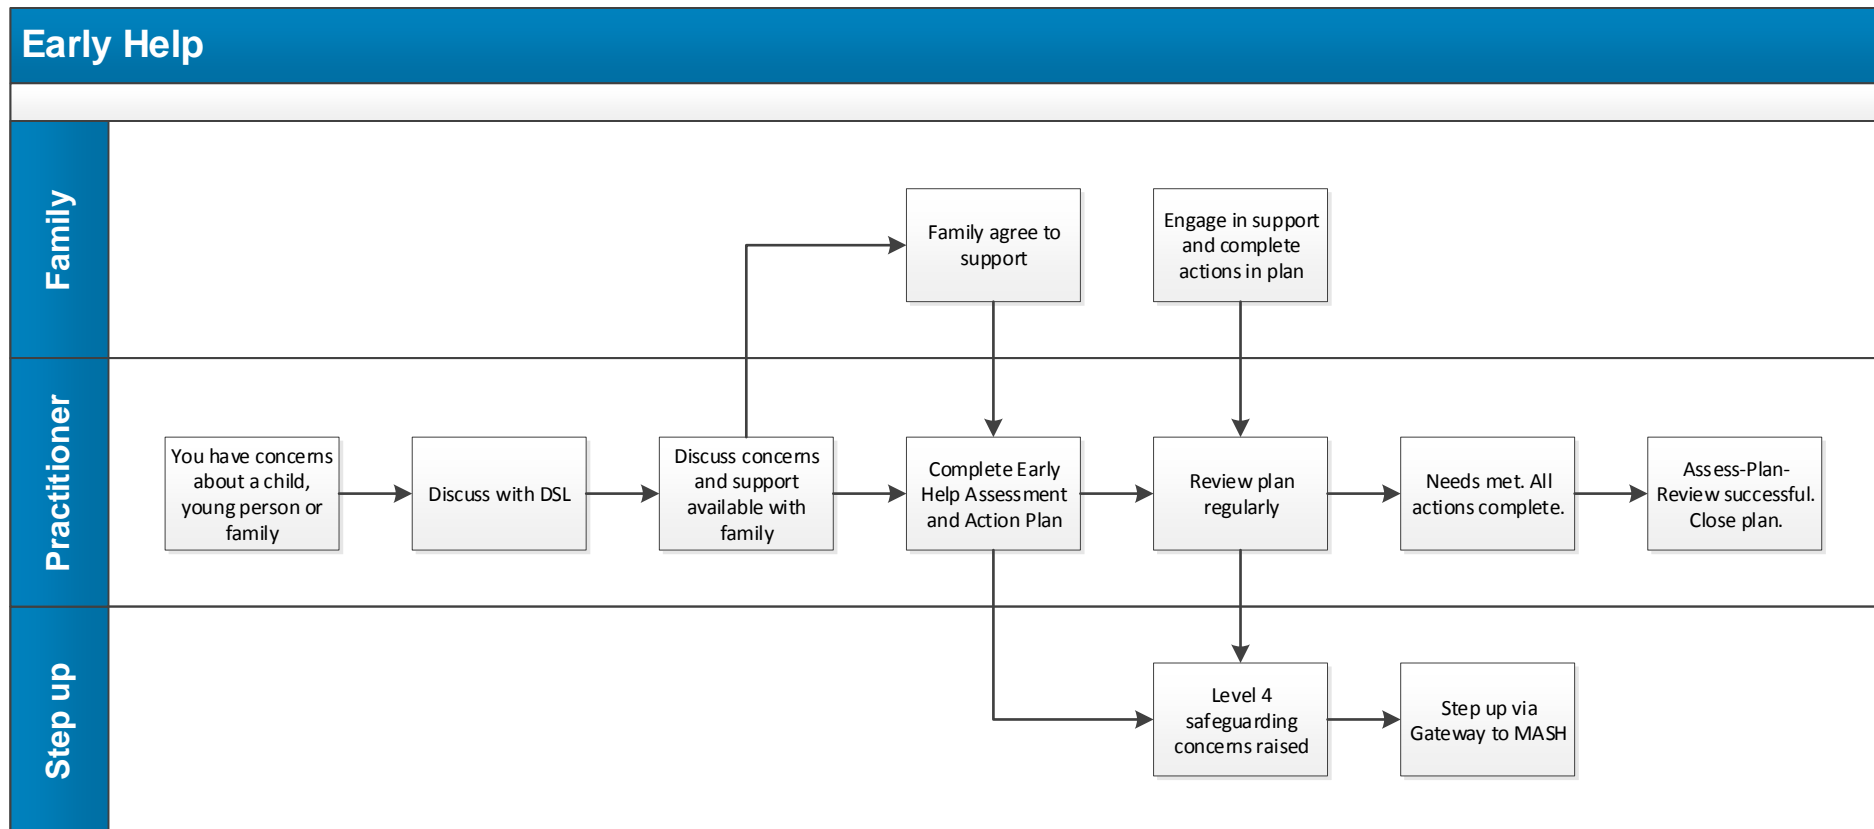 Early Help
Family
Family agree to
support
Engage in support
and complete
actions in plan
Practitioner
You have concerns
about a child,
young person or
family
Discuss with DSL
Discuss concerns
and support
available with
family
Complete Early
Help Assessment
and Action Plan
Review plan
regularly
Needs met. All
actions complete.
Assess-Plan-
Review successful.
Close plan.
Step up
Level 4
safeguarding
concerns raised
Step up via
Gateway to MASH